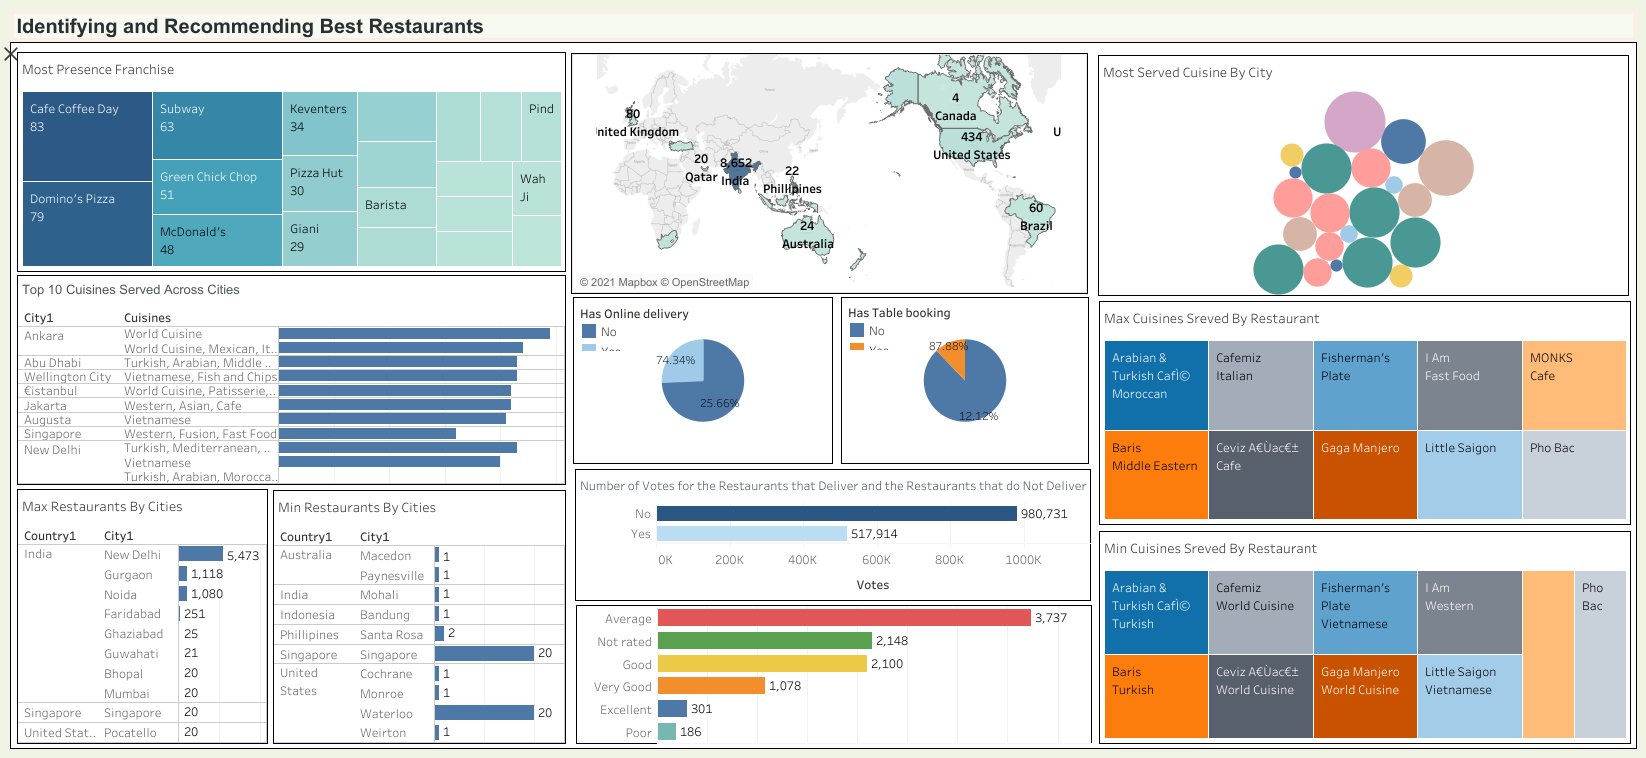 Identifying and Recommending Best Restaurants
Most Presence Franchise
Cafe Coffee Day
83
Domino's Pizza
79
Subway
63
Green Chick Chop
51
McDonald's
48
Keventers
34
Pizza Hut
30
Giani
29
Barista
Pind
Wah
Ji
80
nited Kingdom
20
Qatar
8,652
India
22
Phillipines
24
Australia
4
Canada
434
United States
U
60
Brazil
© 2021 Mapbox © OpenStreetMap
Most Served Cuisine By City
Top 10 Cuisines Served Across Cities
City1 Cuisines
Ankara World Cuisine
World Cuisine, Mexican, It..
Abu Dhabi Turkish, Arabian, Middle ..
Wellington City Vietnamese, Fish and Chips
€istanbul World Cuisine, Patisserie,..
Jakarta Western, Asian, Cafe
Augusta Vietnamese
Singapore Western, Fusion, Fast Food
New Delhi Turkish, Mediterranean, ..
Vietnamese
Turkish, Arabian, Morocca..
Has Online delivery
No
74.34%
25.66%
Has Table booking
No
87.88%
12.12%
Max Cuisines Sreved By Restaurant
Arabian &
Turkish CafÌ©
Moroccan
Cafemiz
Italian
Fisherman's
Plate
I Am
Fast Food
MONKS
Cafe
Baris
Middle Eastern
Ceviz A€Ùac€±
Cafe
Gaga Manjero
Little Saigon
Pho Bac
Max Restaurants By Cities
Country1 City1
India New Delhi 5,473
Gurgaon 1,118
Noida 1,080
Faridabad 251
Ghaziabad 25
Guwahati 21
Bhopal 20
Mumbai 20
Singapore Singapore 20
United Stat.. Pocatello 20
Min Restaurants By Cities
Country1 City1
Australia Macedon 1
Paynesville 1
India Mohali 1
Indonesia Bandung 1
Phillipines Santa Rosa 2
Singapore Singapore 20
United
States
Cochrane 1
Monroe 1
Waterloo 20
Weirton 1
Number of Votes for the Restaurants that Deliver and the Restaurants that do Not Deliver
No 980,731
Yes 517,914
0K 200K 400K 600K 800K 1000K
Votes
Average 3,737
Not rated 2,148
Good 2,100
Very Good 1,078
Excellent 301
Poor 186
Min Cuisines Sreved By Restaurant
Arabian &
Turkish CafÌ©
Turkish
Cafemiz
World Cuisine
Fisherman's
Plate
Vietnamese
I Am
Western
Pho
Bac
Baris
Turkish
Ceviz A€Ùac€±
World Cuisine
Gaga Manjero
World Cuisine
Little Saigon
Vietnamese